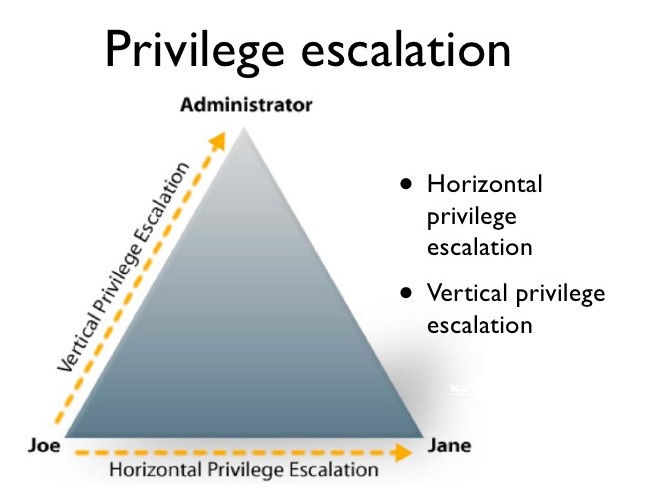 Privilege escalation
Administrator
Vertical Privilege Escalation
Joe
Jane
Horizontal Privilege Escalation
• Horizontal
privilege
escalation
• Vertical privilege
escalation